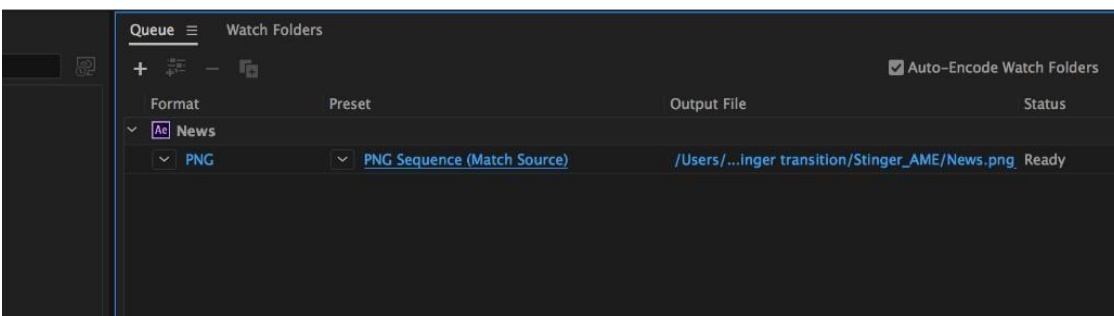 Queue Watch Folders
Auto-Encode Watch Folders
Format Preset Output File Status
Ae News
PNG PNG Sequence (Match Source) /Users/...inger transition/Stinger_AME/News.png Ready